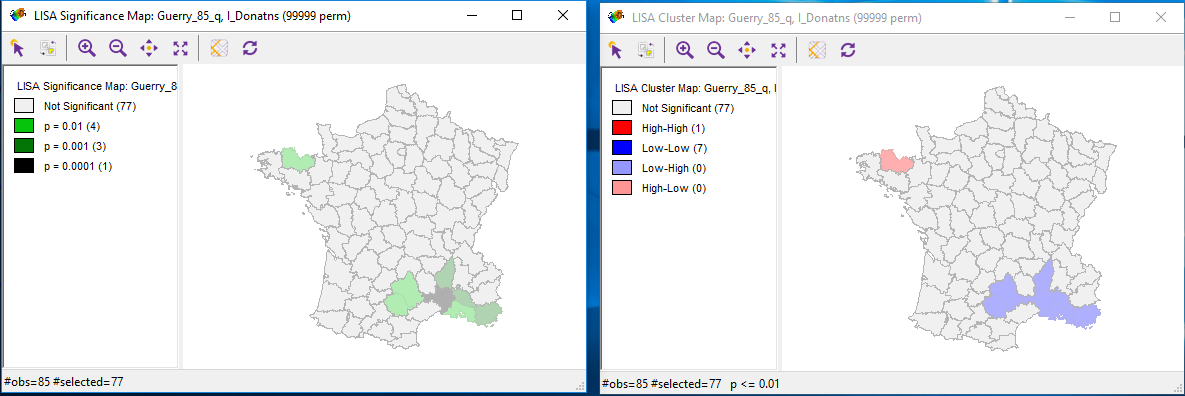 LISA Significance Map: Guerry_85_q, I_Donatns (99999 perm)
LISA Significance Map: Guerry_8
Not Significant (77)
p = 0.01 (4)
p = 0.001 (3)
p = 0.0001 (1)
#obs=85 #selected=77
LISA Cluster Map: Guerry_85_q, I_Donatns (99999 perm)
LISA Cluster Map: Guerry_85_q, I
Not Significant (77)
High-High (1)
Low-Low (7)
Low-High (0)
High-Low (0)
#obs=85 #selected=77 p <= 0.01